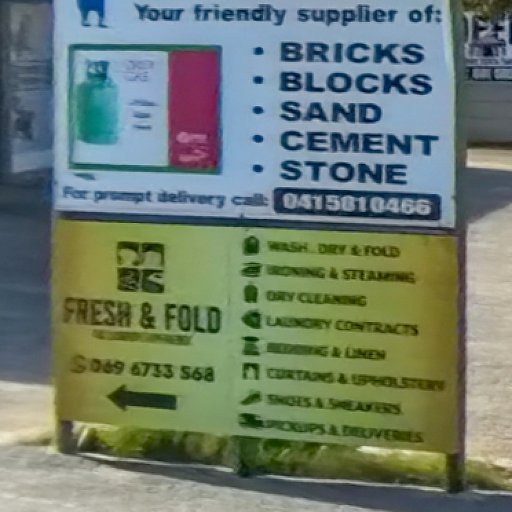 Your friendly supplier of:
• BRICKS
• BLOCKS
• SAND
• CEMENT
• STONE
For prompt delivery call: 0415010466
FRESH & FOLD
069 6733 568
WASH, DRY & FOLD
IRONING & STEAMING
DRY CLEANING
LAUNDRY CONTRACTS
BEDDING & LINEN
CURTAINS & UPHOLSTERY
SHOES & SNEAKERS
PICKUPS & DELIVERIES